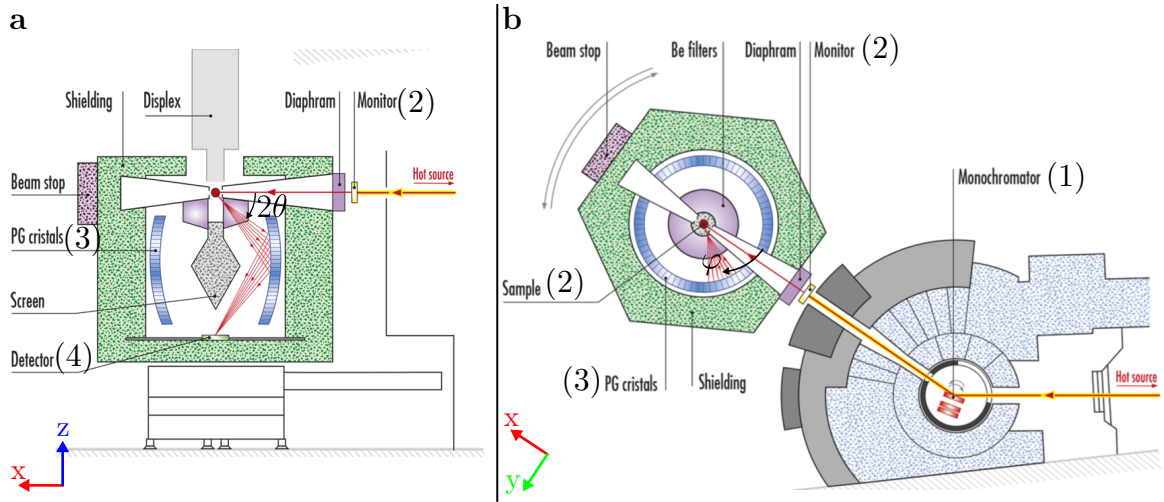 a
Shielding
Displex
Diaphram
Monitor (2)
Beam stop
Hot source
2θ
PG cristals (3)
Screen
Detector (4)
z
x
b
Beam stop
Be filters
Diaphram
Monitor (2)
Monochromator (1)
φ
Sample (2)
(3) PG cristals
Shielding
Hot source
x
y